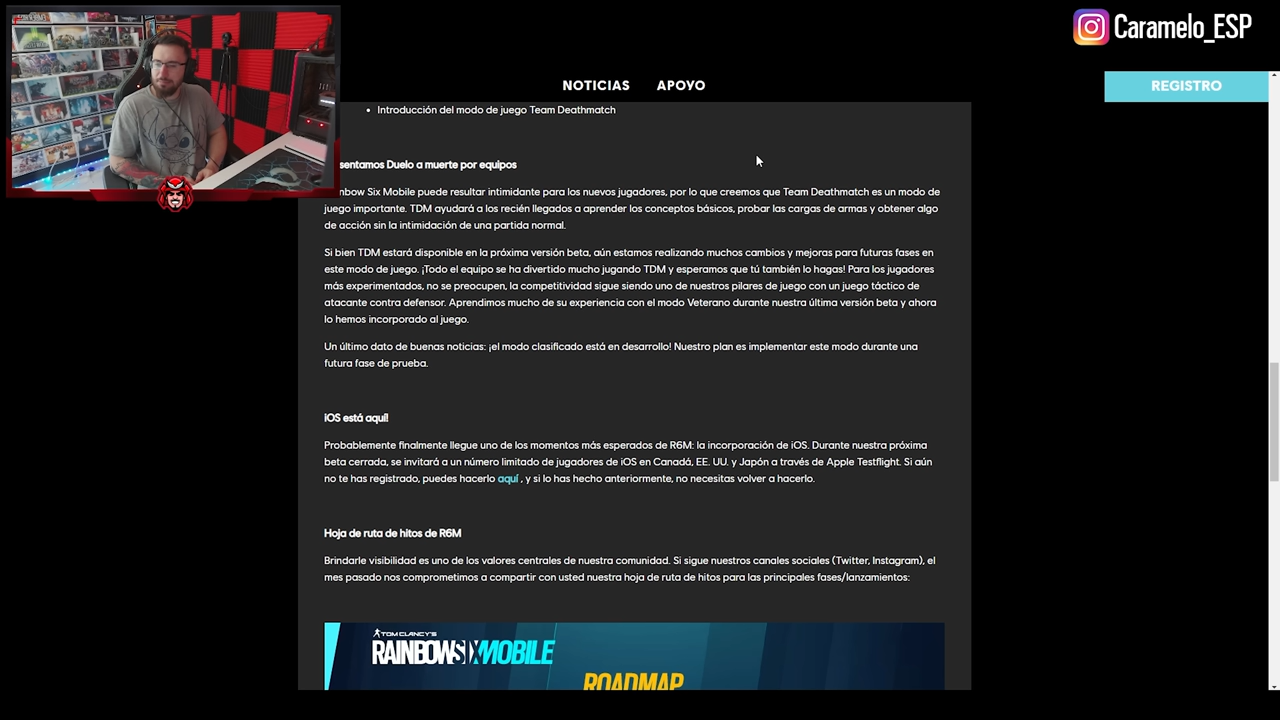 Caramelo_ESP
NOTICIAS APOYO
REGISTRO
• Introducción del modo de juego Team Deathmatch
sentamos Duelo a muerte por equipos
nbow Six Mobile puede resultar intimidante para los nuevos jugadores, por lo que creemos que Team Deathmatch es un modo de
juego importante. TDM ayudará a los recién llegados a aprender los conceptos básicos, probar las cargas de armas y obtener algo
de acción sin la intimidación de una partida normal.
Si bien TDM estará disponible en la próxima versión beta, aún estamos realizando muchos cambios y mejoras para futuras fases en
este modo de juego. ¡Todo el equipo se ha divertido mucho jugando TDM y esperamos que tú también lo hagas! Para los jugadores
más experimentados, no se preocupen, la competitividad sigue siendo uno de nuestros pilares de juego con un juego táctico de
atacante contra defensor. Aprendimos mucho de su experiencia con el modo Veterano durante nuestra última versión beta y ahora
lo hemos incorporado al juego.
Un último dato de buenas noticias: ¡el modo clasificado está en desarrollo! Nuestro plan es implementar este modo durante una
futura fase de prueba.
iOS está aquí!
Probablemente finalmente llegue uno de los momentos más esperados de R6M: la incorporación de iOS. Durante nuestra próxima
beta cerrada, se invitará a un número limitado de jugadores de iOS en Canadá, EE. UU. y Japón a través de Apple Testflight. Si aún
no te has registrado, puedes hacerlo aquí , y si lo has hecho anteriormente, no necesitas volver a hacerlo.
Hoja de ruta de hitos de R6M
Brindarle visibilidad es uno de los valores centrales de nuestra comunidad. Si sigue nuestros canales sociales (Twitter, Instagram), el
mes pasado nos comprometimos a compartir con usted nuestra hoja de ruta de hitos para las principales fases/lanzamientos:
TOM CLANCY'S
RAINBOWSIXMOBILE
ROADMAP